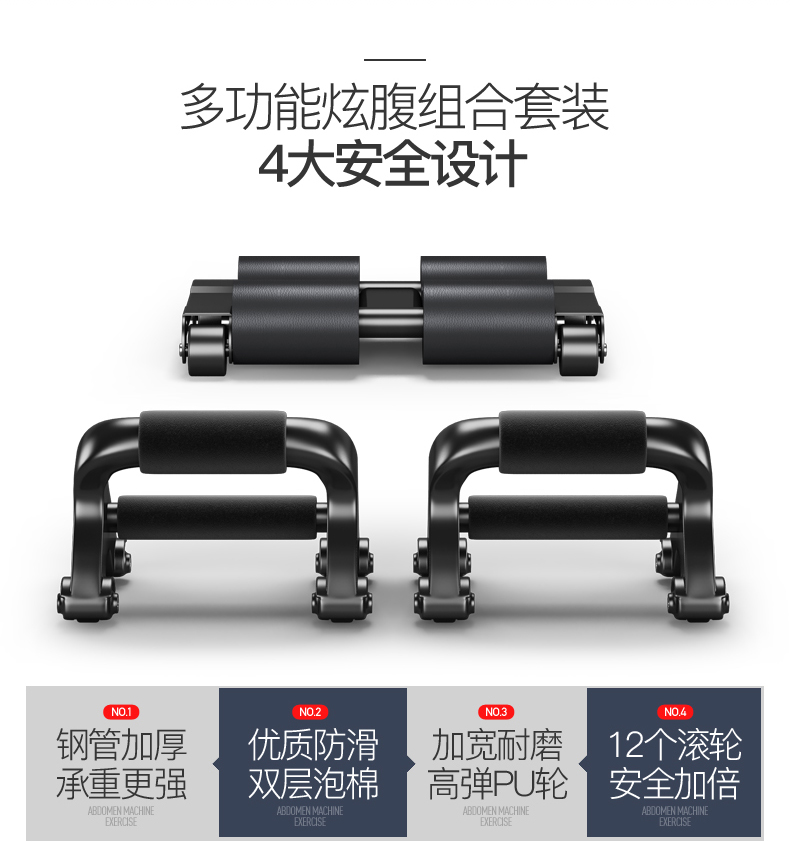 多功能炫腹组合套装
4大安全设计
NO.1
钢管加厚
承重更强
ABDOMEN MACHINE
EXERCISE
NO.2
优质防滑
双层泡棉
ABDOMEN MACHINE
EXERCISE
NO.3
加宽耐磨
高弹PU轮
ABDOMEN MACHINE
EXERCISE
NO.4
12个滚轮
安全加倍
ABDOMEN MACHINE
EXERCISE